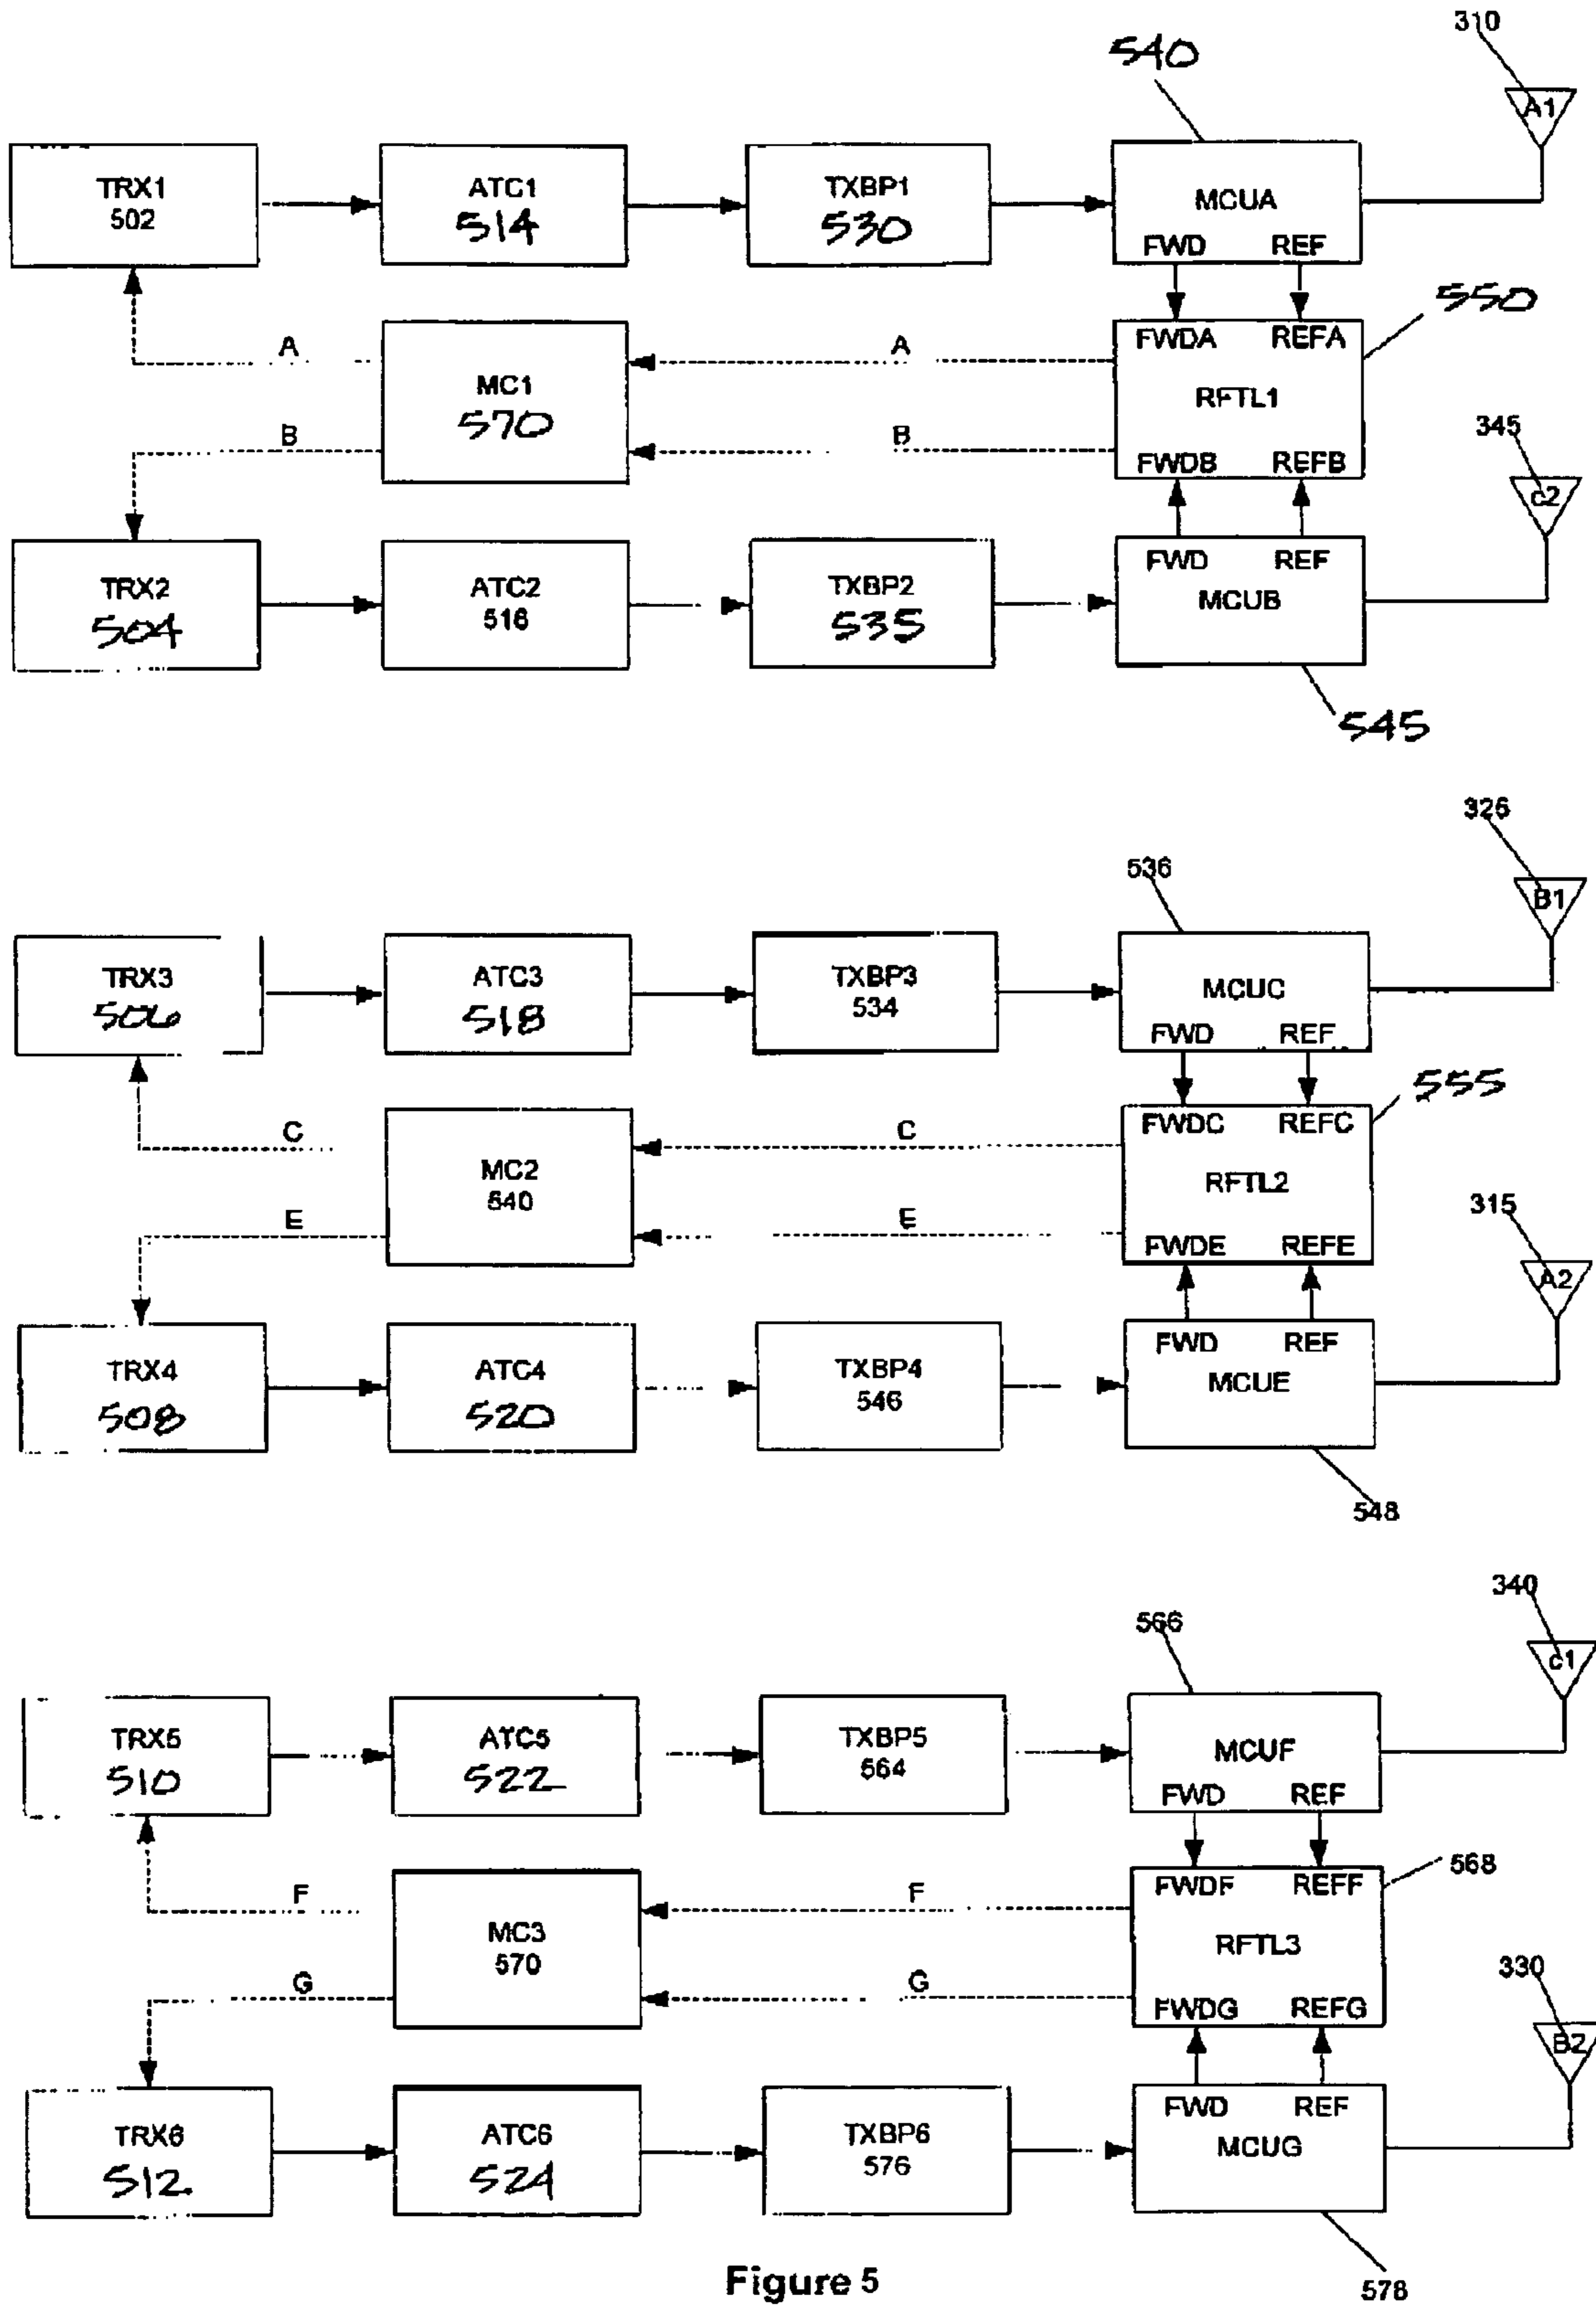 310
540
A1
TRX1
502
ATC1
514
TXBP1
530
MCUA
FWD REF
550
A
A
FWDA REFA
MC1
570
RFTL1
B
B
FWDB REFB
345
c2
TRX2
504
ATC2
516
TXBP2
535
FWD REF
MCUB
545
325
536
B1
TRX3
506
ATC3
518
TXBP3
534
MCUC
FWD REF
555
C
C
FWDC REFC
MC2
540
RFTL2
E
E
FWDE REFE
315
A2
TRX4
508
ATC4
520
TXBP4
546
FWD REF
MCUE
548
340
566
c1
TRX5
510
ATC5
522
TXBP5
564
MCUF
FWD REF
568
F
F
FWDF REFF
MC3
570
RFTL3
G
G
FWDG REFG
330
B2
TRX6
512
ATC6
524
TXBP6
576
FWD REF
MCUG
578
Figure 5